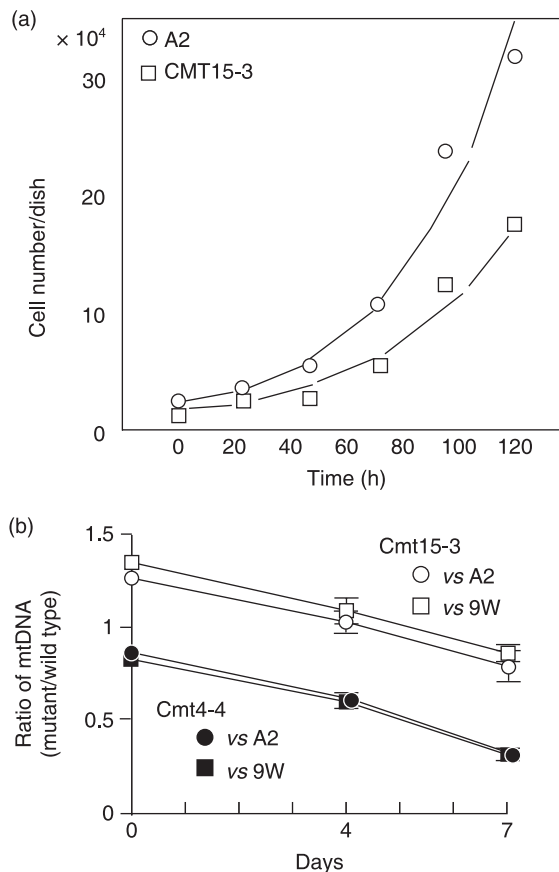 (a)
× 10⁴
A2
CMT15-3
30
20
10
0
Cell number/dish
0 20 40 60 80 100 120
Time (h)
(b)
1.5
1
0.5
0
Ratio of mtDNA
(mutant/wild type)
Cmt15-3
vs A2
vs 9W
Cmt4-4
vs A2
vs 9W
0 4 7
Days